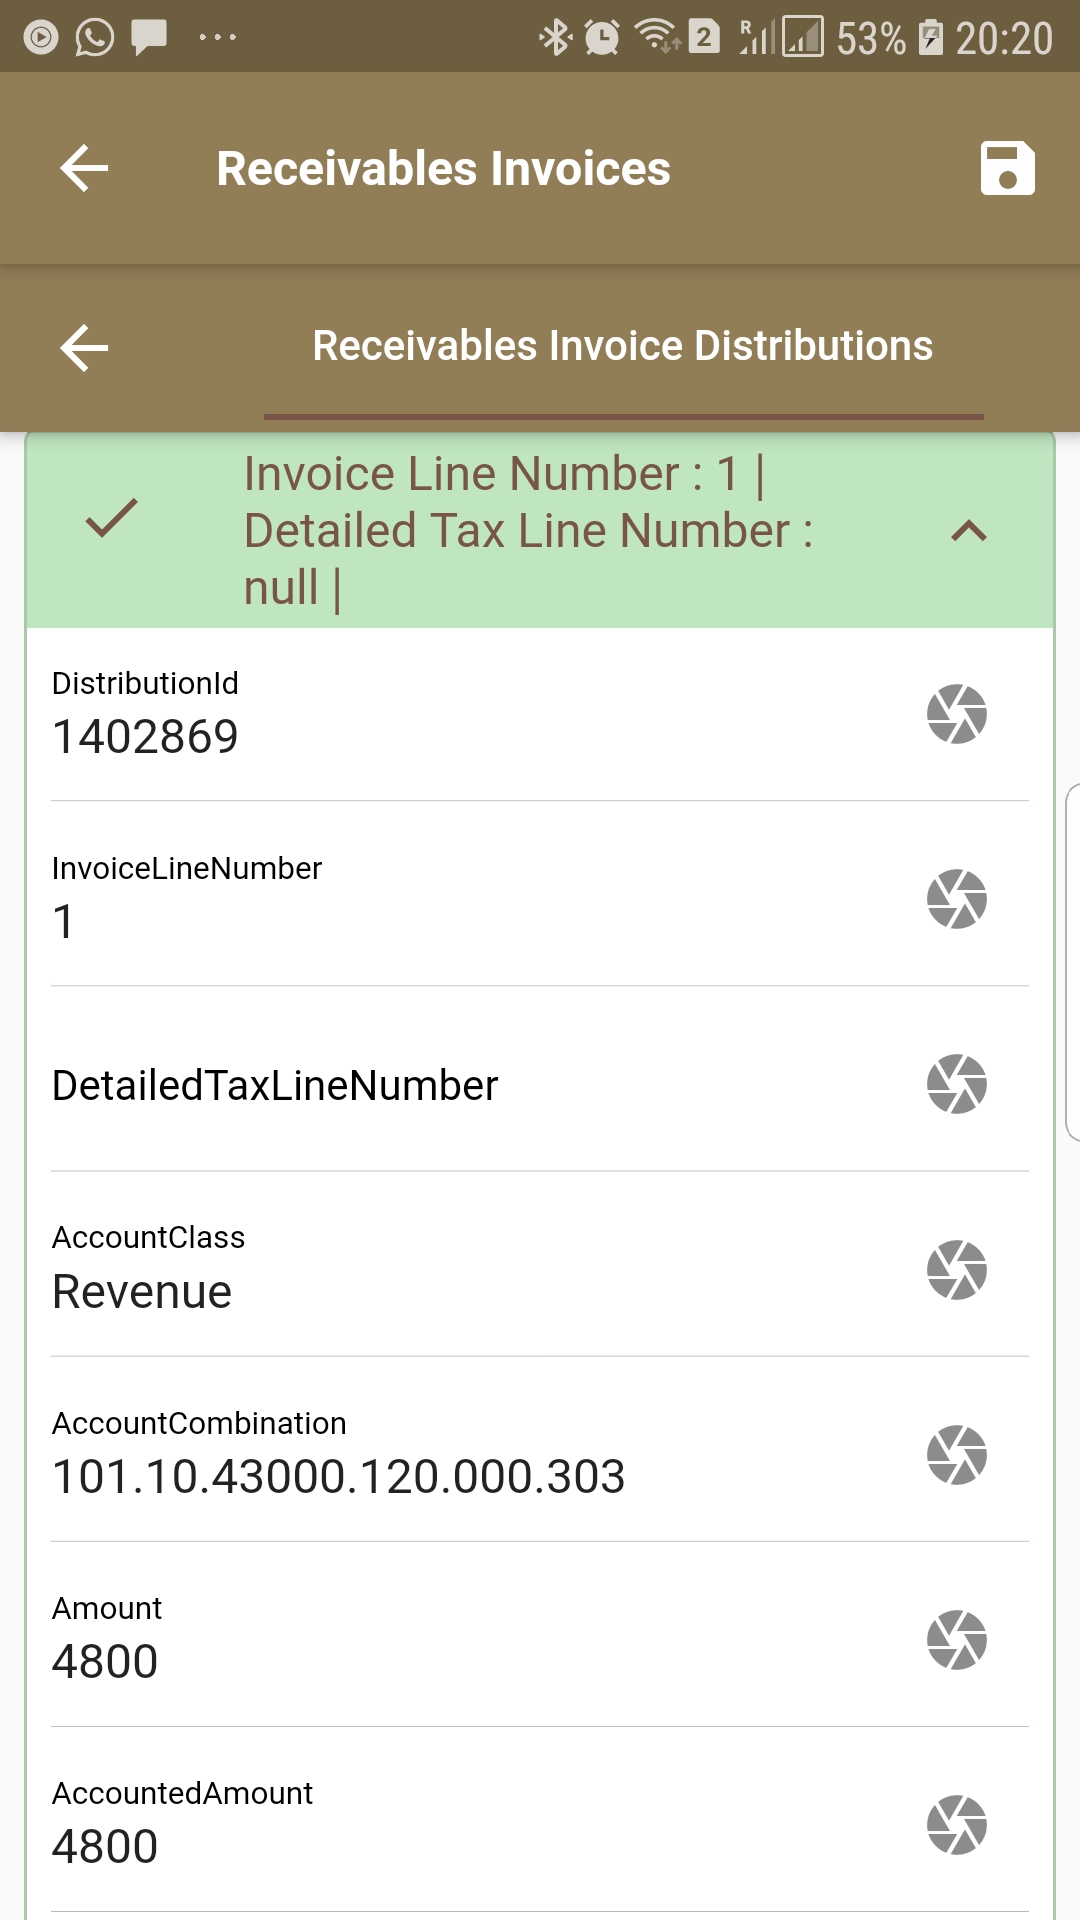 2 R 53% 20:20
Receivables Invoices
Receivables Invoice Distributions
Invoice Line Number : 1 |
Detailed Tax Line Number :
null |
DistributionId
1402869
InvoiceLineNumber
1
DetailedTaxLineNumber
AccountClass
Revenue
AccountCombination
101.10.43000.120.000.303
Amount
4800
AccountedAmount
4800